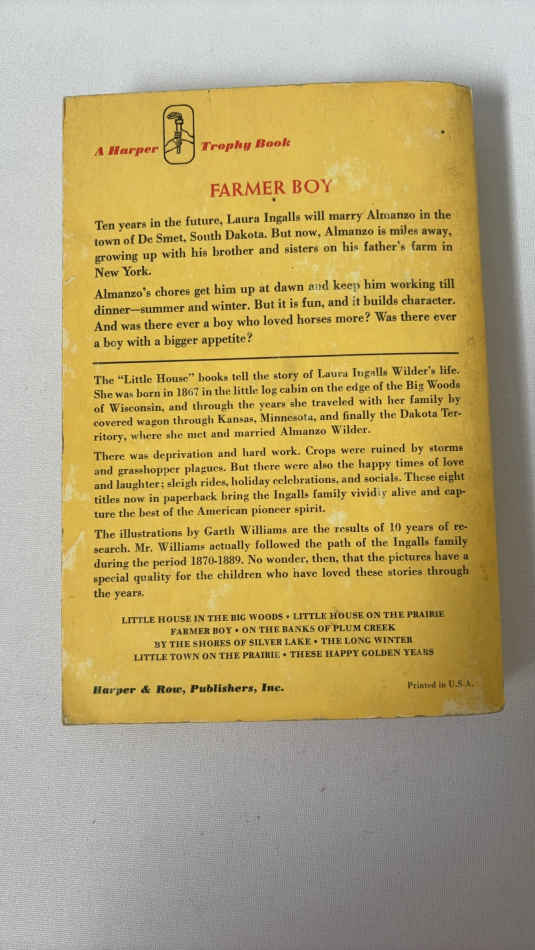 A Harper Trophy Book
FARMER BOY
Ten years in the future, Laura Ingalls will marry Almanzo in the
town of De Smet, South Dakota. But now, Almanzo is miles away,
growing up with his brother and sisters on his father's farm in
New York.
Almanzo's chores get him up at dawn and keep him working till
dinner—summer and winter. But it is fun, and it builds character.
And was there ever a boy who loved horses more? Was there ever
a boy with a bigger appetite?
The "Little House" books tell the story of Laura Ingalls Wilder's life.
She was born in 1867 in the little log cabin on the edge of the Big Woods
of Wisconsin, and through the years she traveled with her family by
covered wagon through Kansas, Minnesota, and finally the Dakota Ter-
ritory, where she met and married Almanzo Wilder.
There was deprivation and hard work. Crops were ruined by storms
and grasshopper plagues. But there were also the happy times of love
and laughter; sleigh rides, holiday celebrations, and socials. These eight
titles now in paperback bring the Ingalls family vividly alive and cap-
ture the best of the American pioneer spirit.
The illustrations by Garth Williams are the results of 10 years of re-
search. Mr. Williams actually followed the path of the Ingalls family
during the period 1870-1889. No wonder, then, that the pictures have a
special quality for the children who have loved these stories through
the years.
LITTLE HOUSE IN THE BIG WOODS • LITTLE HOUSE ON THE PRAIRIE
FARMER BOY • ON THE BANKS OF PLUM CREEK
BY THE SHORES OF SILVER LAKE • THE LONG WINTER
LITTLE TOWN ON THE PRAIRIE • THESE HAPPY GOLDEN YEARS
Harper & Row, Publishers, Inc.
Printed in U.S.A.